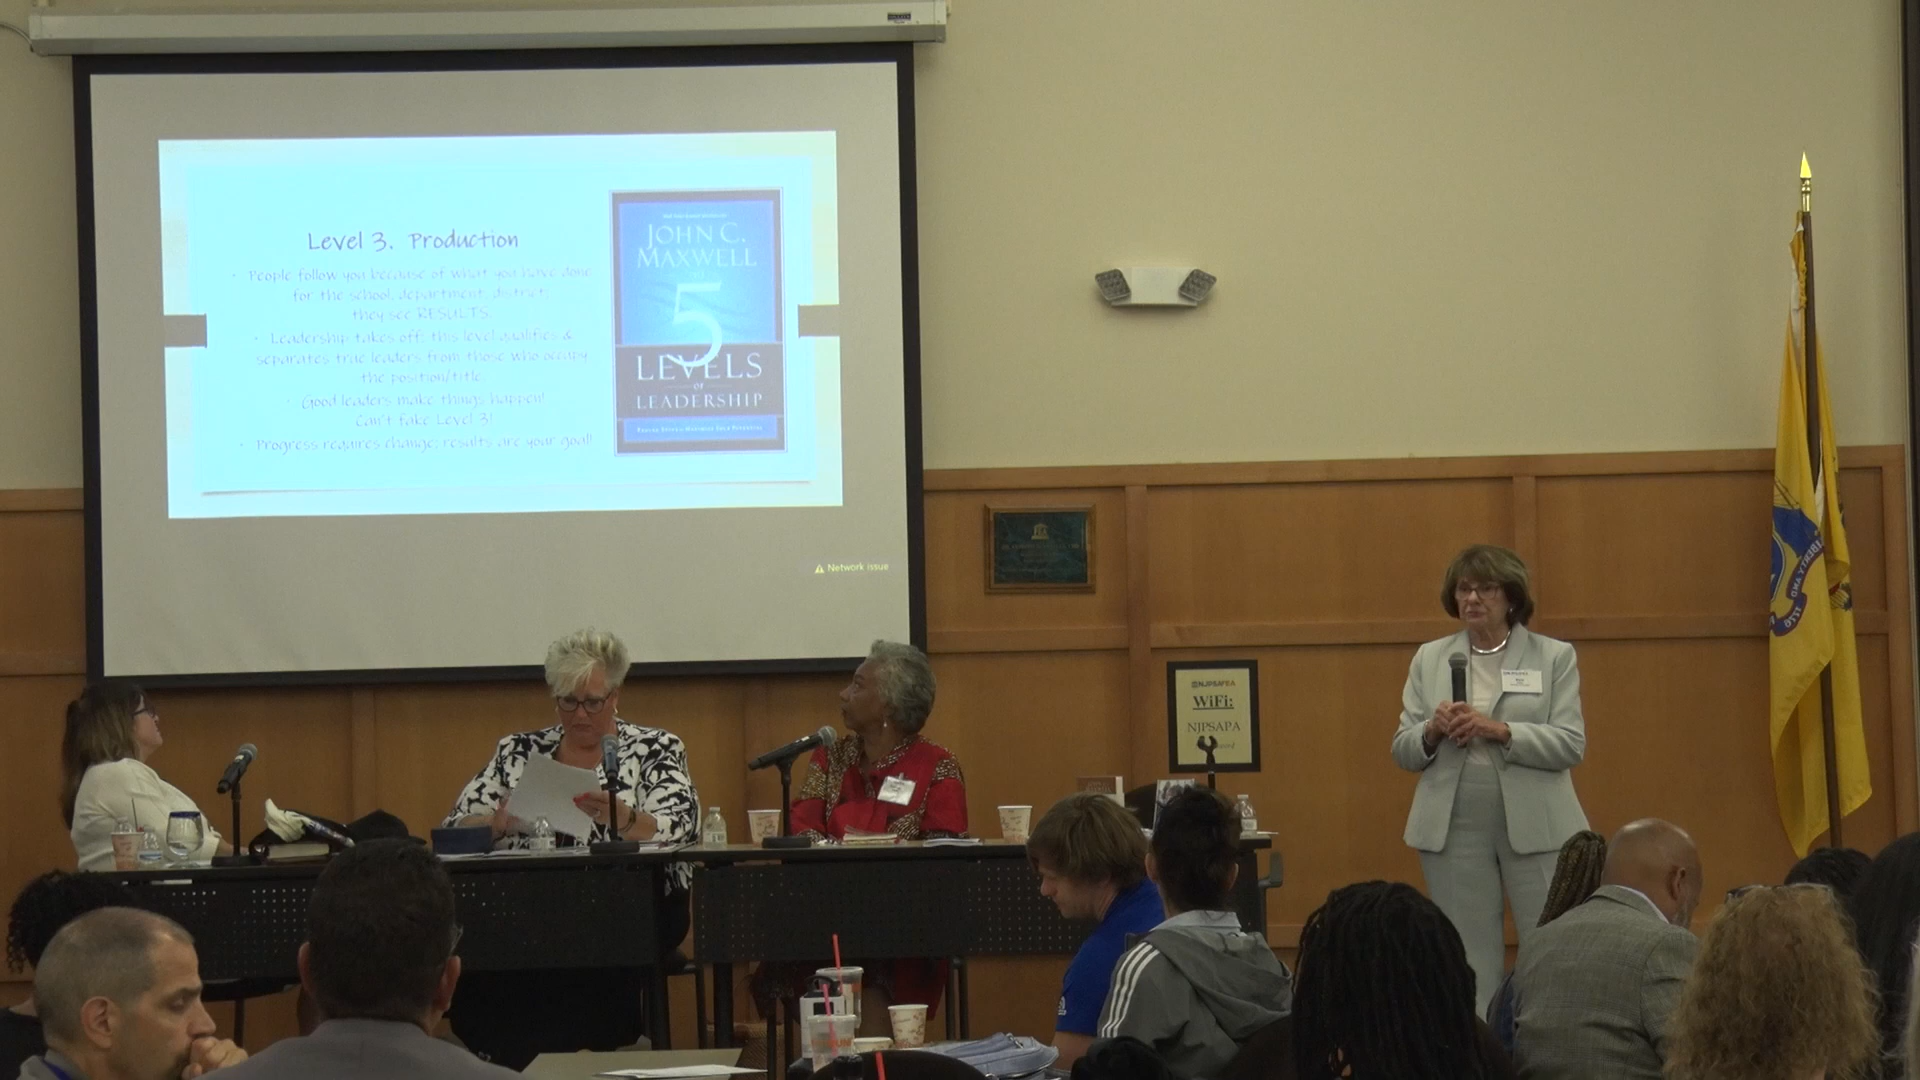 Level 3. Production
• People follow you because of what you have done
for the school, department, district;
they see RESULTS.
• Leadership takes off; this level qualifies &
separates true leaders from those who occupy
the position/title.
• Good leaders make things happen!
Can't fake Level 3!
• Progress requires change; results are your goal!
JOHN C.
MAXWELL
5
LEVELS
OF
LEADERSHIP
Network issue
NJPSA/FEA
WiFi:
NJPSAPA
LIBERTY AND
1776